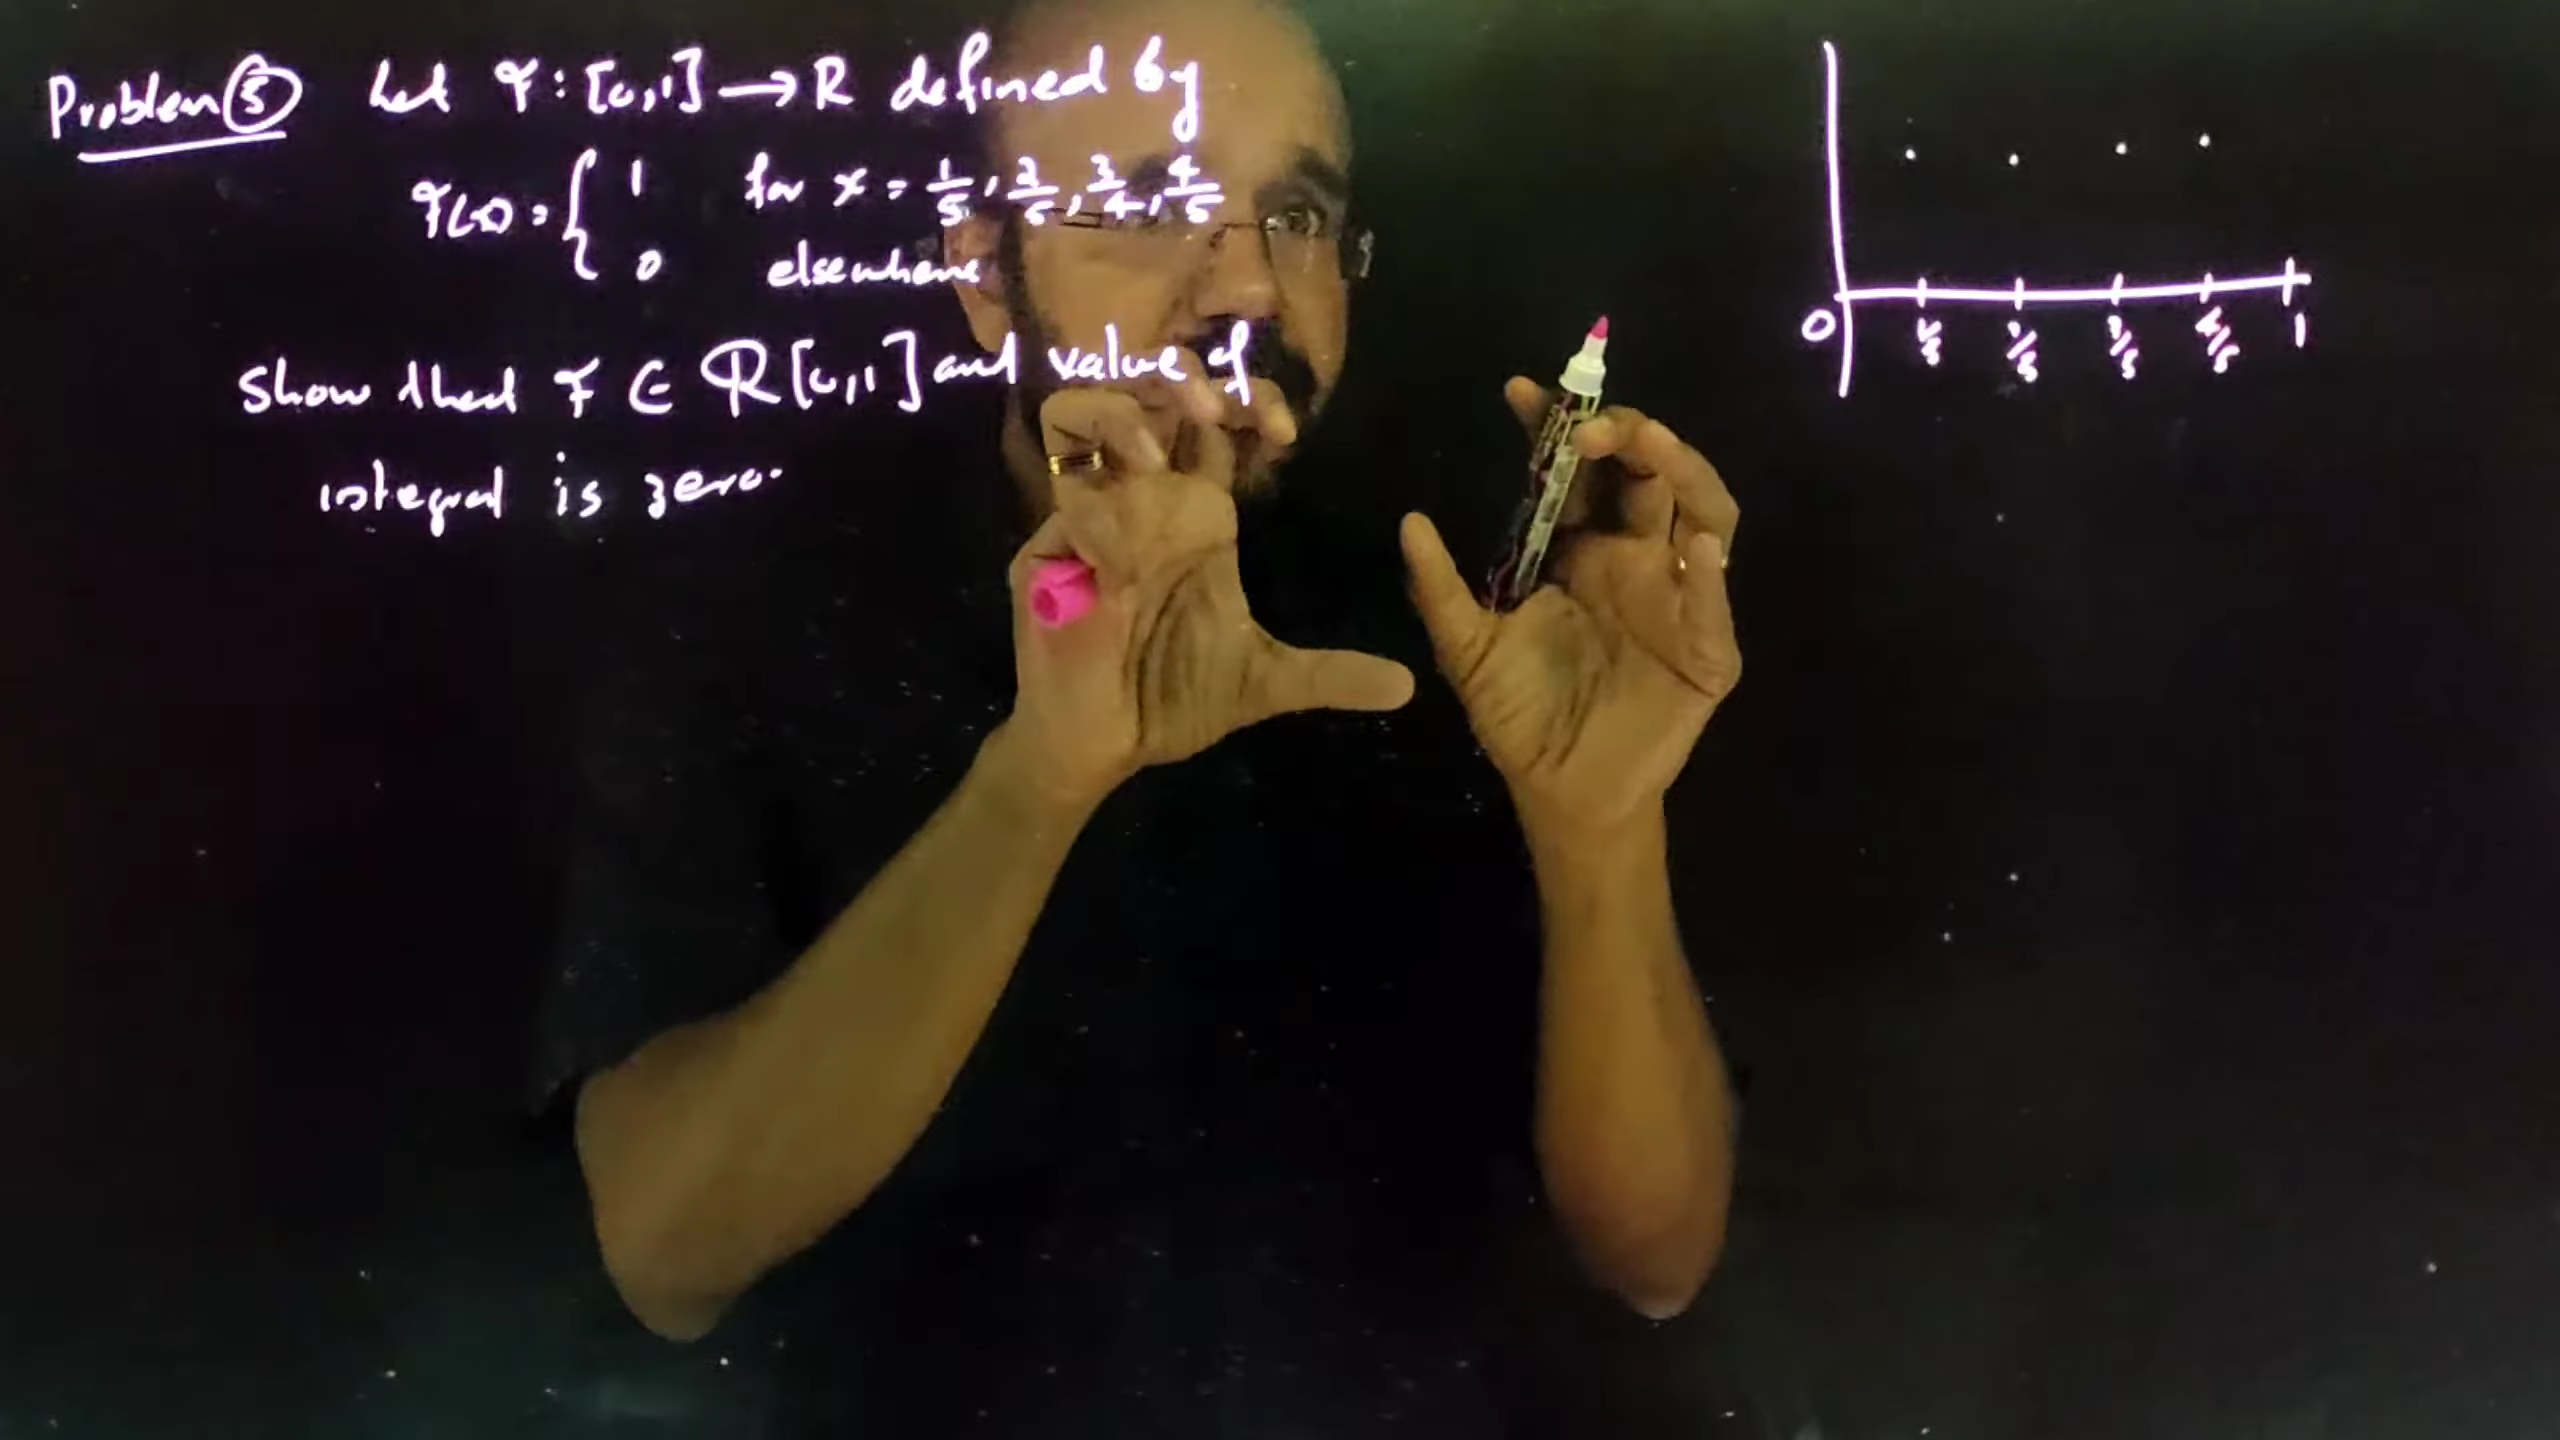 Problem ⑤ Let f : [0,1] → R defined by
f(x) = { 1 for x = 1/5, 2/5, 3/4, 4/5
0 elsewhere
Show that f ∈ R[0,1] and value of
integral is zero.
0 1/5 2/5 3/5 4/5 1